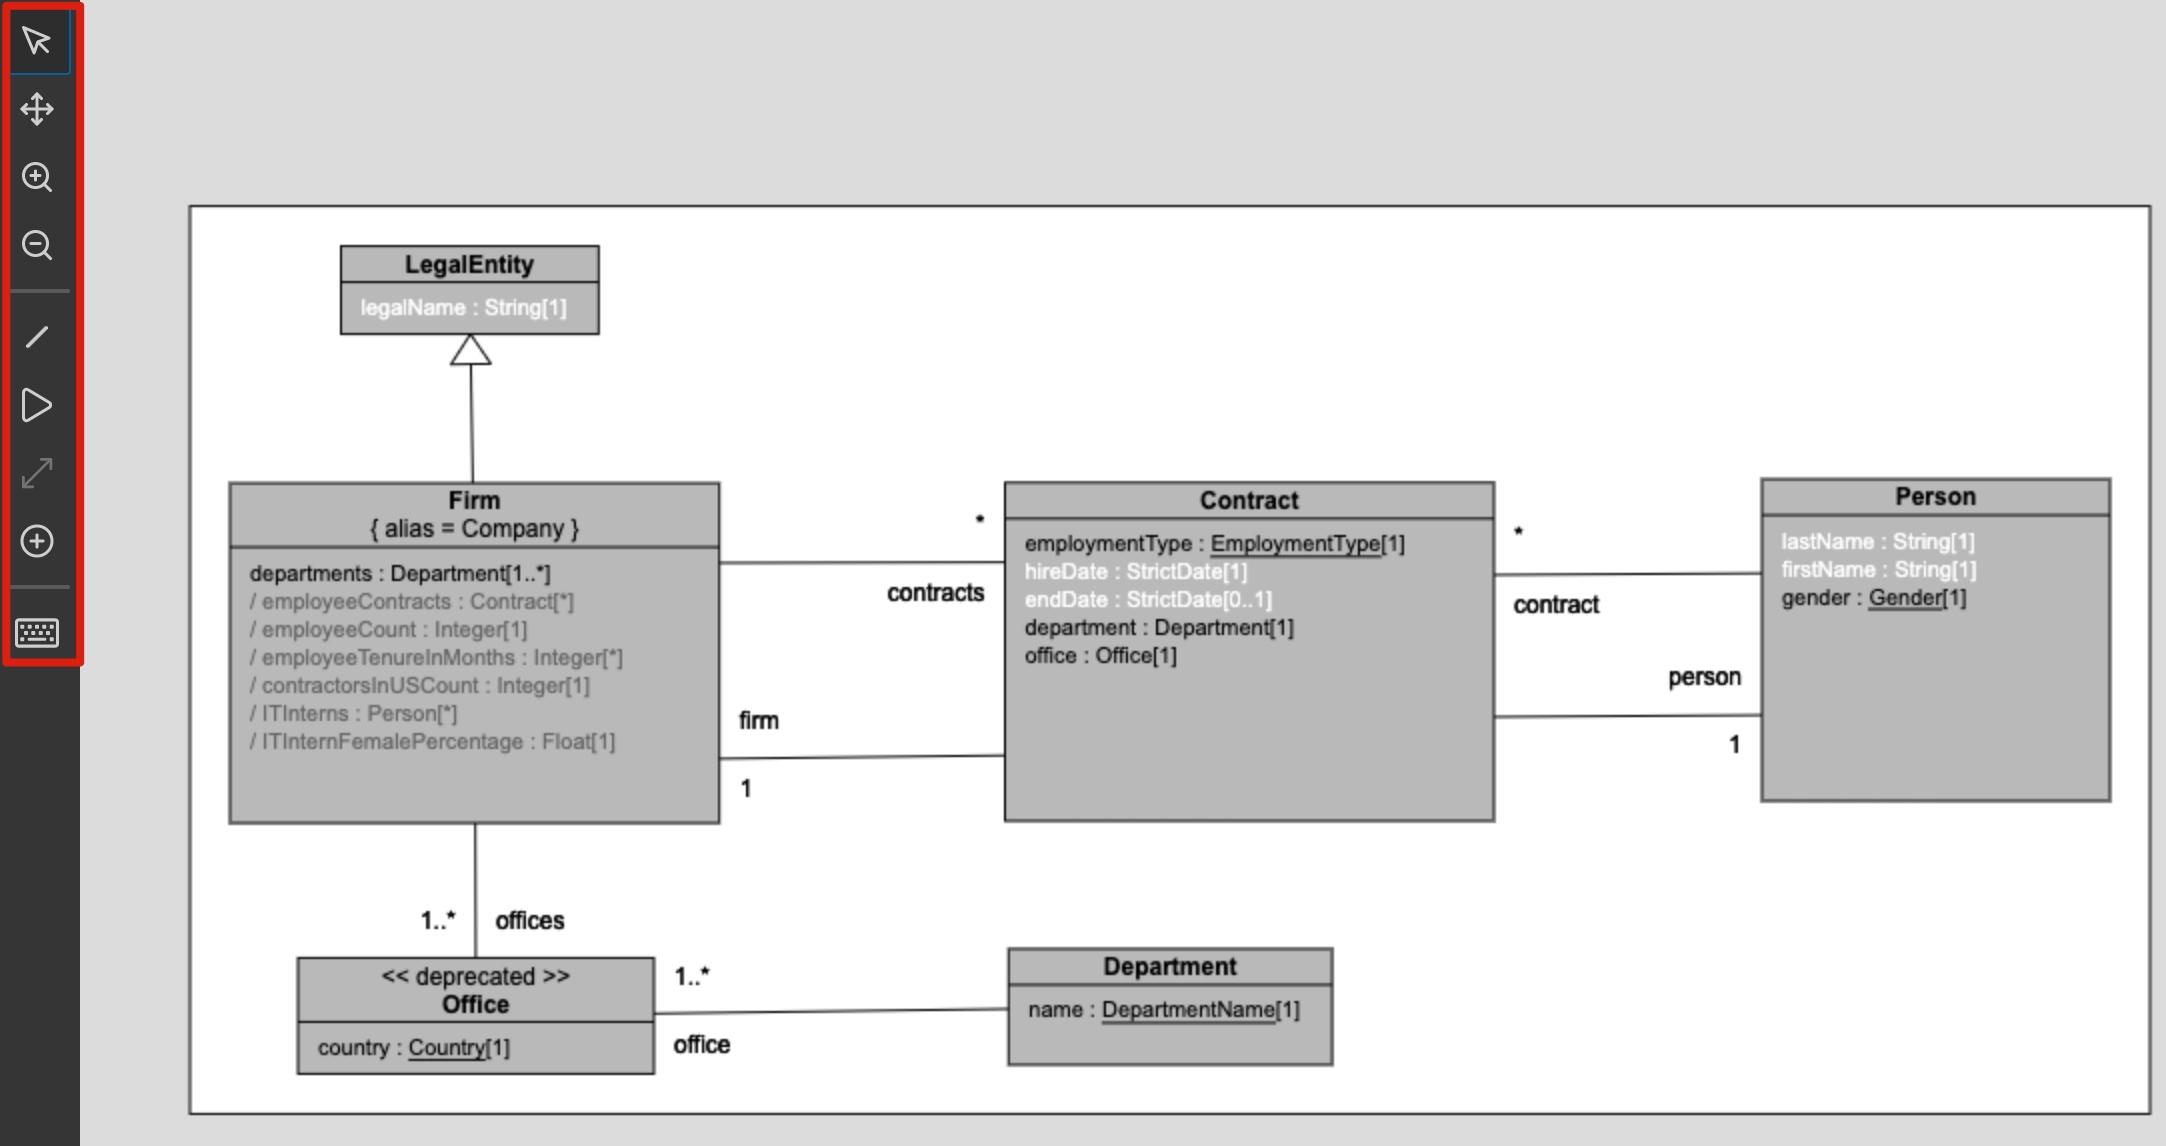 LegalEntity
legalName : String[1]
Firm
{ alias = Company }
departments : Department[1..*]
/ employeeContracts : Contract[*]
/ employeeCount : Integer[1]
/ employeeTenureInMonths : Integer[*]
/ contractorsInUSCount : Integer[1]
/ ITInterns : Person[*]
/ ITInternFemalePercentage : Float[1]
*
contracts
firm
1
Contract
employmentType : EmploymentType[1]
hireDate : StrictDate[1]
endDate : StrictDate[0..1]
department : Department[1]
office : Office[1]
*
contract
person
1
Person
lastName : String[1]
firstName : String[1]
gender : Gender[1]
1..* offices
<< deprecated >>
Office
country : Country[1]
1..*
office
Department
name : DepartmentName[1]